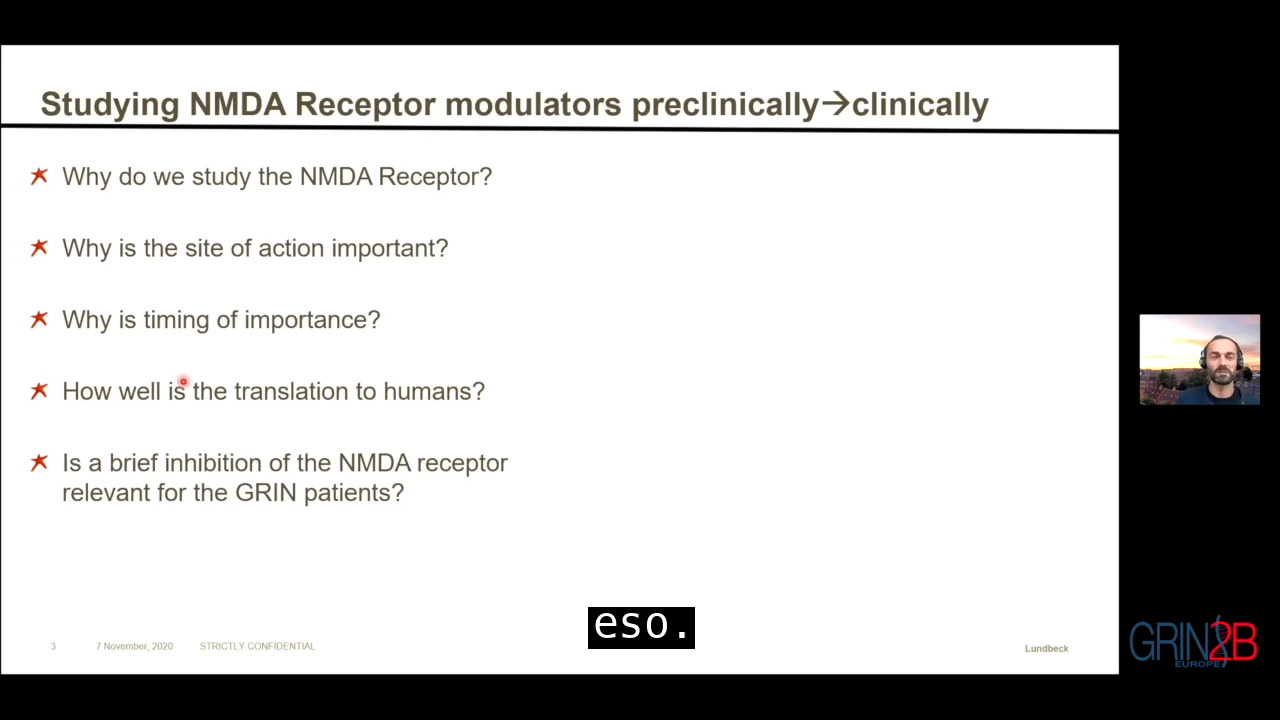 Studying NMDA Receptor modulators preclinically→clinically
Why do we study the NMDA Receptor?
Why is the site of action important?
Why is timing of importance?
How well is the translation to humans?
Is a brief inhibition of the NMDA receptor
relevant for the GRIN patients?
eso.
3 7 November, 2020 STRICTLY CONFIDENTIAL
Lundbeck
GRIN2B
EUROPE